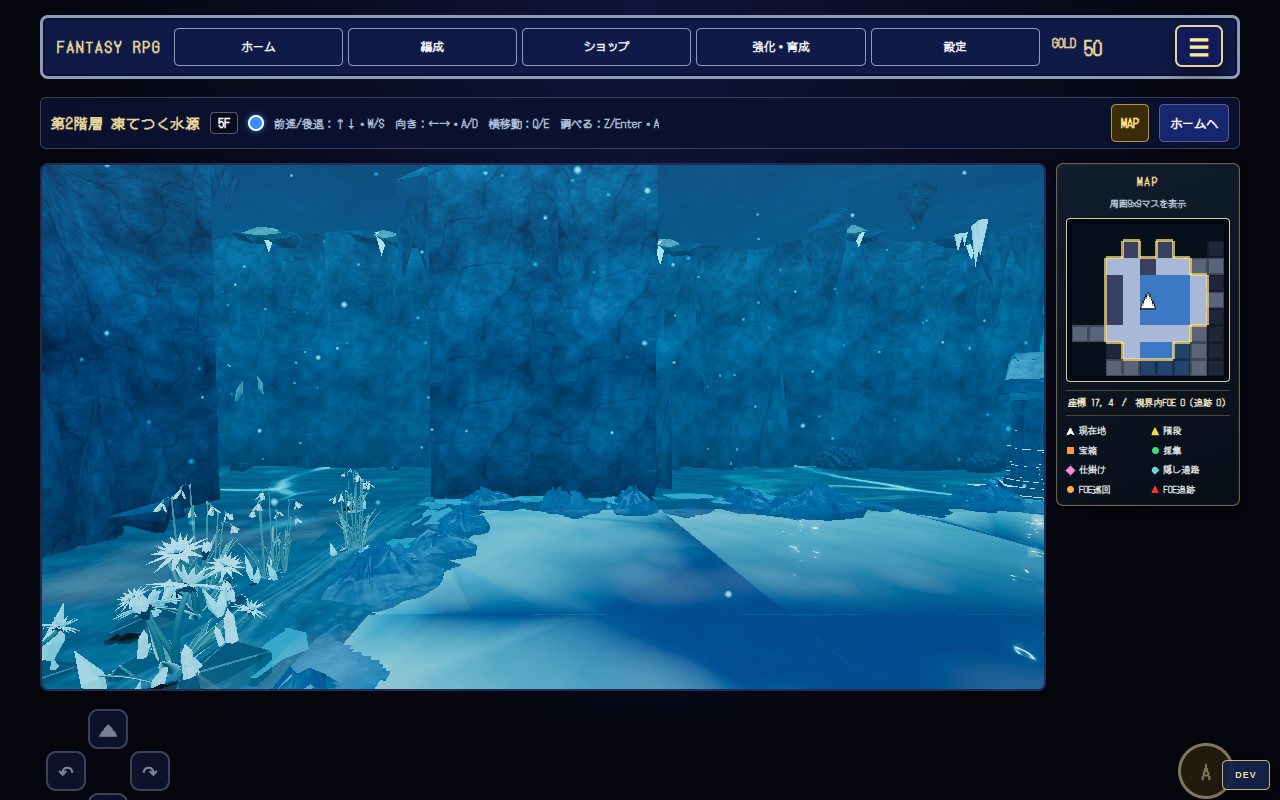 FANTASY RPG
ホーム
編成
ショップ
強化・育成
設定
GOLD 50
第2階層 凍てつく水源
5F
前進/後退：↑↓・W/S 向き：←→・A/D 横移動：Q/E 調べる：Z/Enter・A
MAP
ホームへ
MAP
周囲9x9マスを表示
座標 17, 4 / 視界内FOE 0 (追跡 0)
現在地
階段
宝箱
採集
仕掛け
隠し通路
FOE巡回
FOE追跡
A
DEV